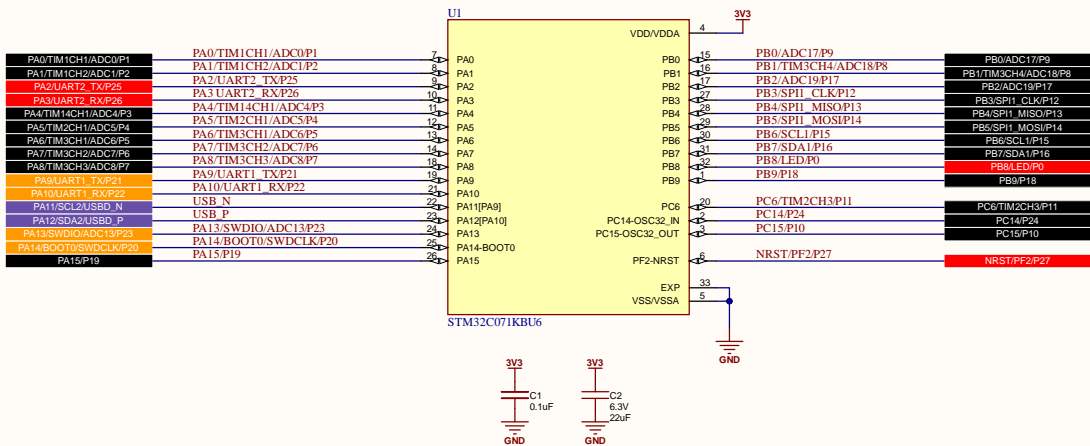 U1
3V3
VDD/VDDA 4
PA0/TIM1CH1/ADC0/P1 PA0/TIM1CH1/ADC0/P1 7 PA0 PB0 15 PB0/ADC17/P9 PB0/ADC17/P9
PA1/TIM1CH2/ADC1/P2 PA1/TIM1CH2/ADC1/P2 8 PA1 PB1 16 PB1/TIM3CH4/ADC18/P8 PB1/TIM3CH4/ADC18/P8
PA2/UART2_TX/P25 PA2/UART2_TX/P25 9 PA2 PB2 17 PB2/ADC19/P17 PB2/ADC19/P17
PA3/UART2_RX/P26 PA3 UART2_RX/P26 10 PA3 PB3 27 PB3/SPI1_CLK/P12 PB3/SPI1_CLK/P12
PA4/TIM14CH1/ADC4/P3 PA4/TIM14CH1/ADC4/P3 11 PA4 PB4 28 PB4/SPI1_MISO/P13 PB4/SPI1_MISO/P13
PA5/TIM2CH1/ADC5/P4 PA5/TIM2CH1/ADC5/P4 12 PA5 PB5 29 PB5/SPI1_MOSI/P14 PB5/SPI1_MOSI/P14
PA6/TIM3CH1/ADC6/P5 PA6/TIM3CH1/ADC6/P5 13 PA6 PB6 30 PB6/SCL1/P15 PB6/SCL1/P15
PA7/TIM3CH2/ADC7/P6 PA7/TIM3CH2/ADC7/P6 14 PA7 PB7 31 PB7/SDA1/P16 PB7/SDA1/P16
PA8/TIM3CH3/ADC8/P7 PA8/TIM3CH3/ADC8/P7 18 PA8 PB8 32 PB8/LED/P0 PB8/LED/P0
PA9/UART1_TX/P21 PA9/UART1_TX/P21 19 PA9 PB9 1 PB9/P18 PB9/P18
PA10/UART1_RX/P22 PA10/UART1_RX/P22 21 PA10
PA11/SCL2/USBD_N USB_N 22 PA11[PA9] PC6 20 PC6/TIM2CH3/P11 PC6/TIM2CH3/P11
PA12/SDA2/USBD_P USB_P 23 PA12[PA10] PC14-OSC32_IN 2 PC14/P24 PC14/P24
PA13/SWDIO/ADC13/P23 PA13/SWDIO/ADC13/P23 24 PA13 PC15-OSC32_OUT 3 PC15/P10 PC15/P10
PA14/BOOT0/SWDCLK/P20 PA14/BOOT0/SWDCLK/P20 25 PA14-BOOT0
PA15/P19 PA15/P19 26 PA15 PF2-NRST 6 NRST/PF2/P27 NRST/PF2/P27
EXP 33
VSS/VSSA 5
STM32C071KBU6
GND
3V3 3V3
C1 C2
0.1uF 6.3V
22uF
GND GND